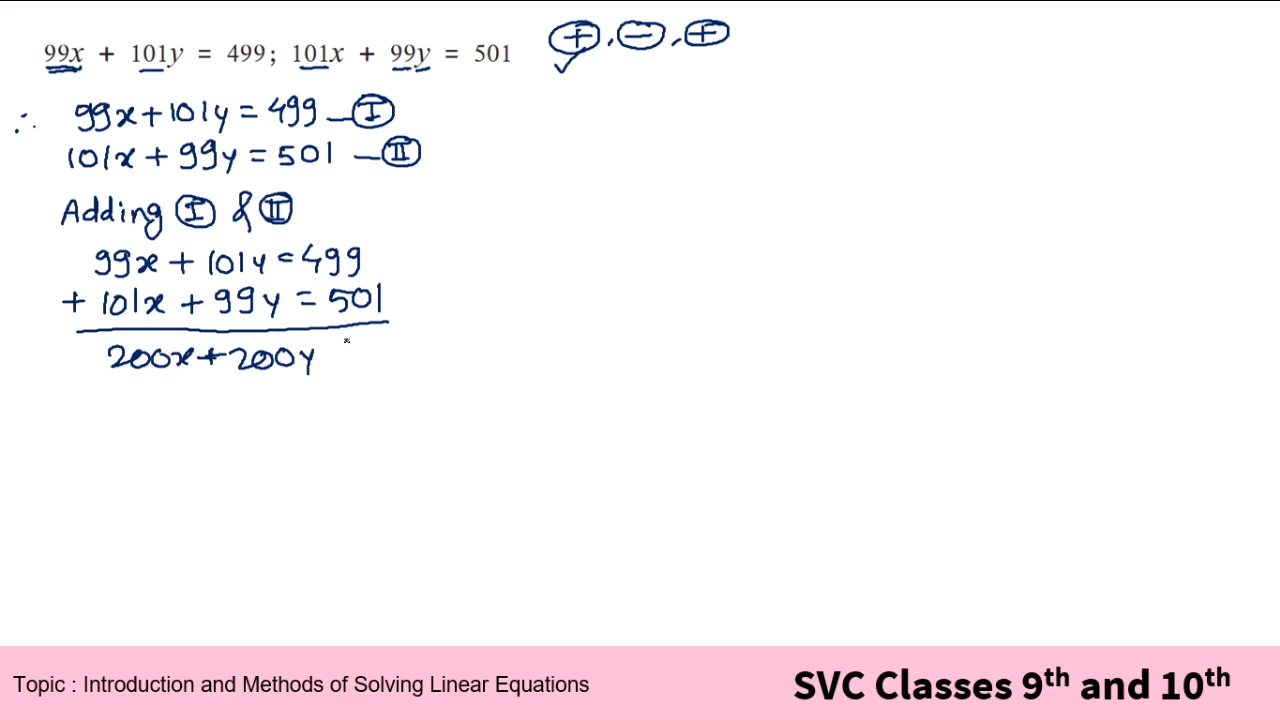 99x + 101y = 499; 101x + 99y = 501 +, −, +
∴ 99x + 101y = 499 — I
101x + 99y = 501 — II
Adding I & II
99x + 101y = 499
+ 101x + 99y = 501
200x + 200y
Topic : Introduction and Methods of Solving Linear Equations
SVC Classes 9th and 10th